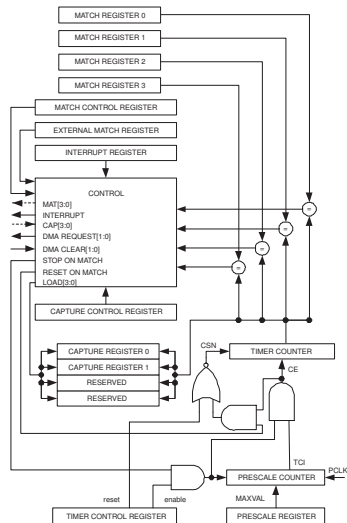 MATCH REGISTER 0
MATCH REGISTER 1
MATCH REGISTER 2
MATCH REGISTER 3
MATCH CONTROL REGISTER
EXTERNAL MATCH REGISTER
INTERRUPT REGISTER
CONTROL
MAT[3:0]
INTERRUPT
CAP[3:0]
DMA REQUEST[1:0]
DMA CLEAR[1:0]
STOP ON MATCH
RESET ON MATCH
LOAD[3:0]
=
=
=
=
CAPTURE CONTROL REGISTER
CSN
TIMER COUNTER
CAPTURE REGISTER 0
CAPTURE REGISTER 1
RESERVED
RESERVED
CE
TCI
PCLK
PRESCALE COUNTER
reset
enable
MAXVAL
TIMER CONTROL REGISTER
PRESCALE REGISTER